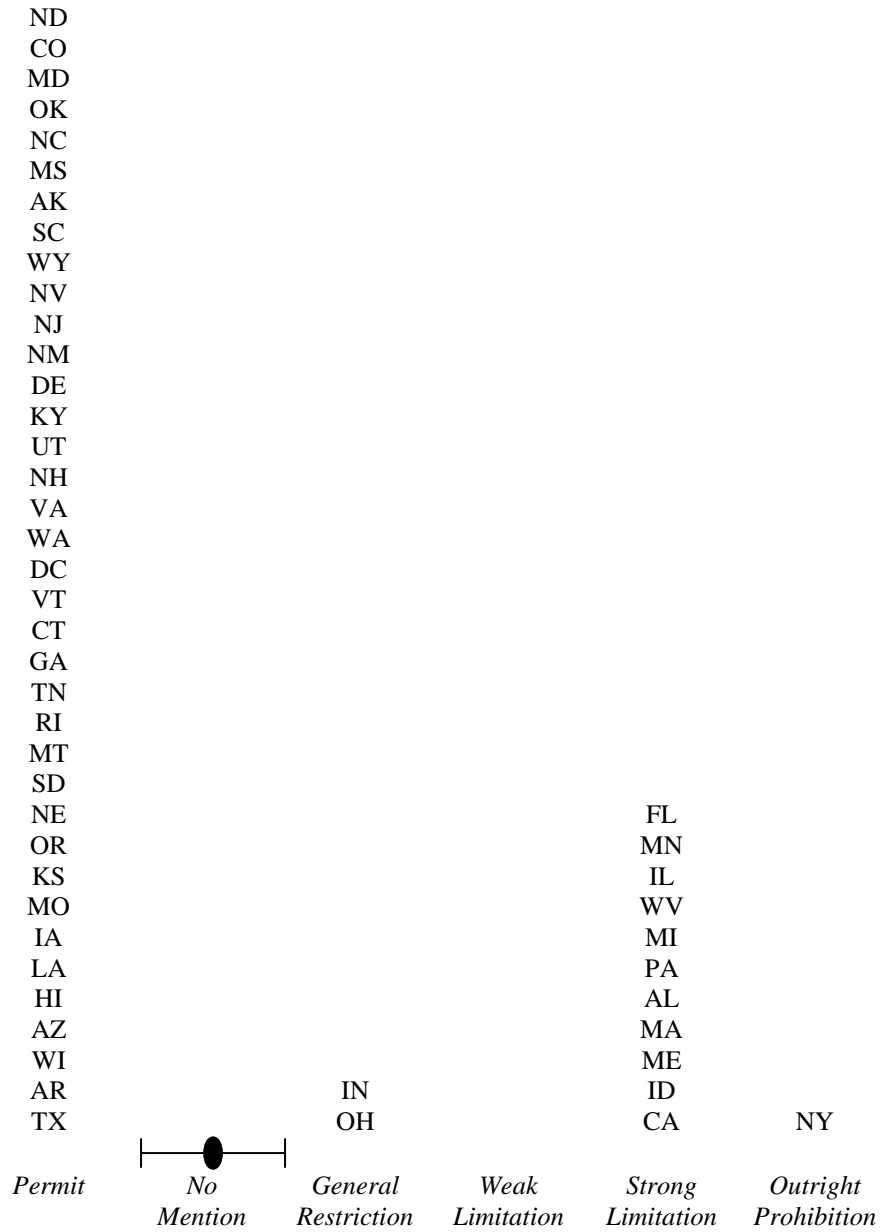 ND
CO
MD
OK
NC
MS
AK
SC
WY
NV
NJ
NM
DE
KY
UT
NH
VA
WA
DC
VT
CT
GA
TN
RI
MT
SD
NE FL
OR MN
KS IL
MO WV
IA MI
LA PA
HI AL
AZ MA
WI ME
AR IN ID
TX OH CA NY
Permit No General Weak Strong Outright
Mention Restriction Limitation Limitation Prohibition